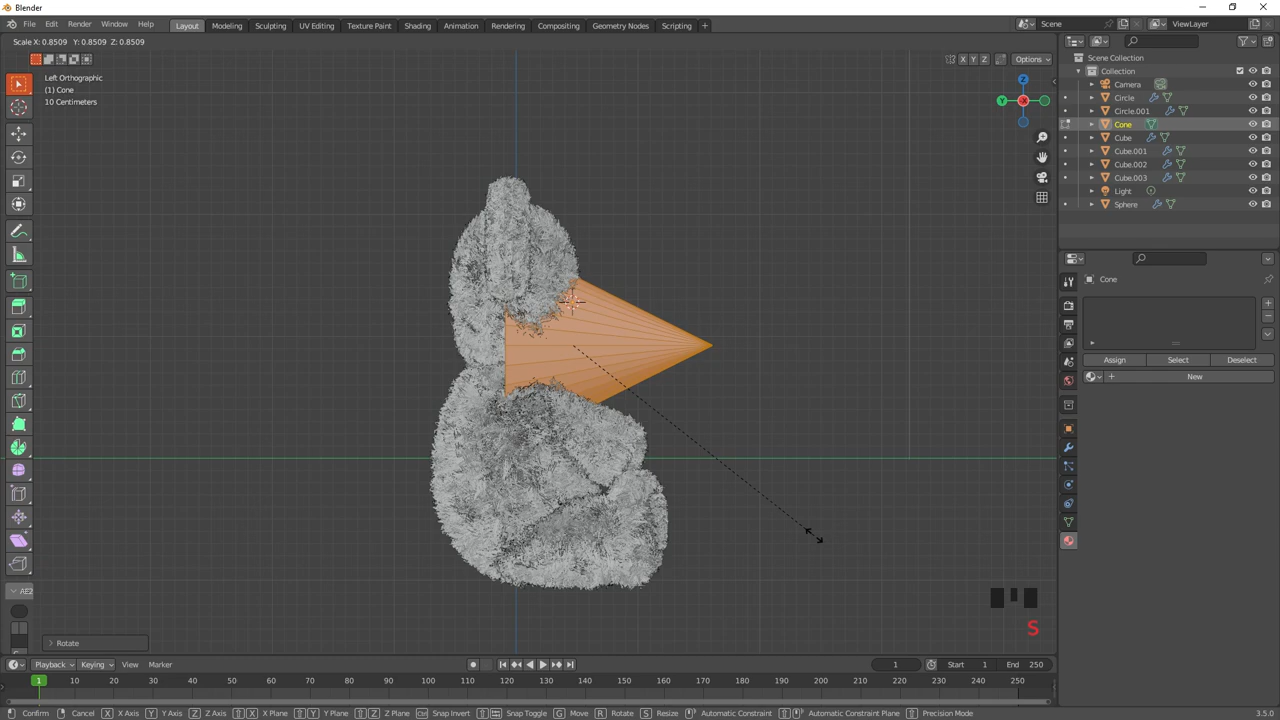 Blender
File Edit Render Window Help Layout Modeling Sculpting UV Editing Texture Paint Shading Animation Rendering Compositing Geometry Nodes Scripting + Scene ViewLayer
Scale X: 0.8509 Y: 0.8509 Z: 0.8509
X Y Z Options
Left Orthographic
(1) Cone
10 Centimeters
Z
Y X
Scene Collection
Collection
Camera
Circle
Circle.001
Cone
Cube
Cube.001
Cube.002
Cube.003
Light
Sphere
Cone
Assign Select Deselect
New
S
Rotate
Playback Keying View Marker 1 Start 1 End 250
1 10 20 30 40 50 60 70 80 90 100 110 120 130 140 150 160 170 180 190 200 210 220 230 240 250
Confirm Cancel X X Axis Y Y Axis Z Z Axis X X Plane Y Y Plane Z Z Plane Ctrl Snap Invert Snap Toggle G Move R Rotate S Resize Automatic Constraint Automatic Constraint Plane Precision Mode 3.5.0